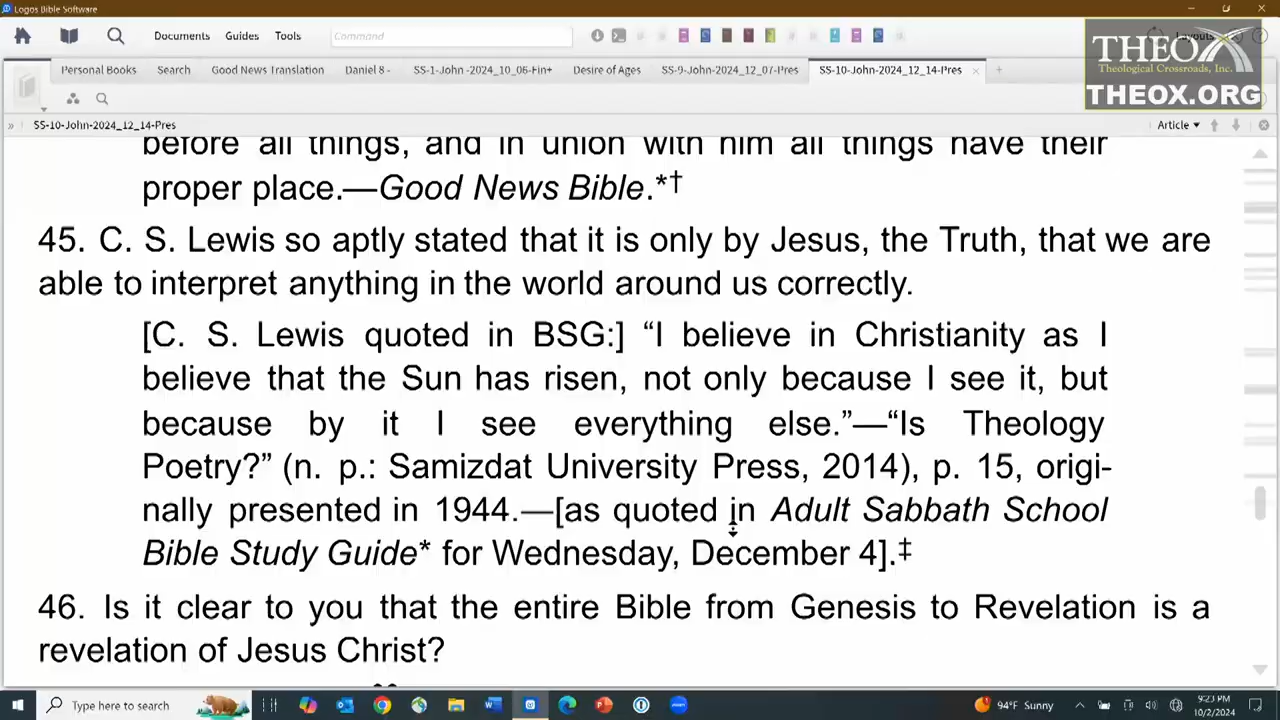 Logos Bible Software
Documents Guides Tools Command Layouts
THEOX
Theological Crossroads, Inc.
THEOX.ORG
Personal Books Search Good News Translation Daniel 8 - Desire of Ages SS-9-John-2024_12_07-Pres SS-10-John-2024_12_14-Pres
SS-10-John-2024_12_14-Pres Article
before all things, and in union with him all things have their
proper place.—Good News Bible.*†
45. C. S. Lewis so aptly stated that it is only by Jesus, the Truth, that we are
able to interpret anything in the world around us correctly.
[C. S. Lewis quoted in BSG:] “I believe in Christianity as I
believe that the Sun has risen, not only because I see it, but
because by it I see everything else.”—“Is Theology
Poetry?” (n. p.: Samizdat University Press, 2014), p. 15, origi-
nally presented in 1944.—[as quoted in Adult Sabbath School
Bible Study Guide* for Wednesday, December 4].‡
46. Is it clear to you that the entire Bible from Genesis to Revelation is a
revelation of Jesus Christ?
Type here to search 94°F Sunny 9:23 PM
10/2/2024